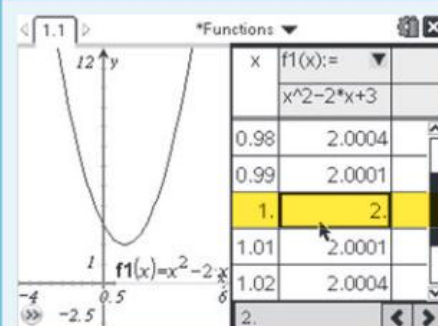 1.1 *Functions
12 y
1 f1(x)=x²-2·x
-4 0.5 6
-2.5
x f1(x):=
x^2-2*x+3
0.98 2.0004
0.99 2.0001
1. 2.
1.01 2.0001
1.02 2.0004
2.